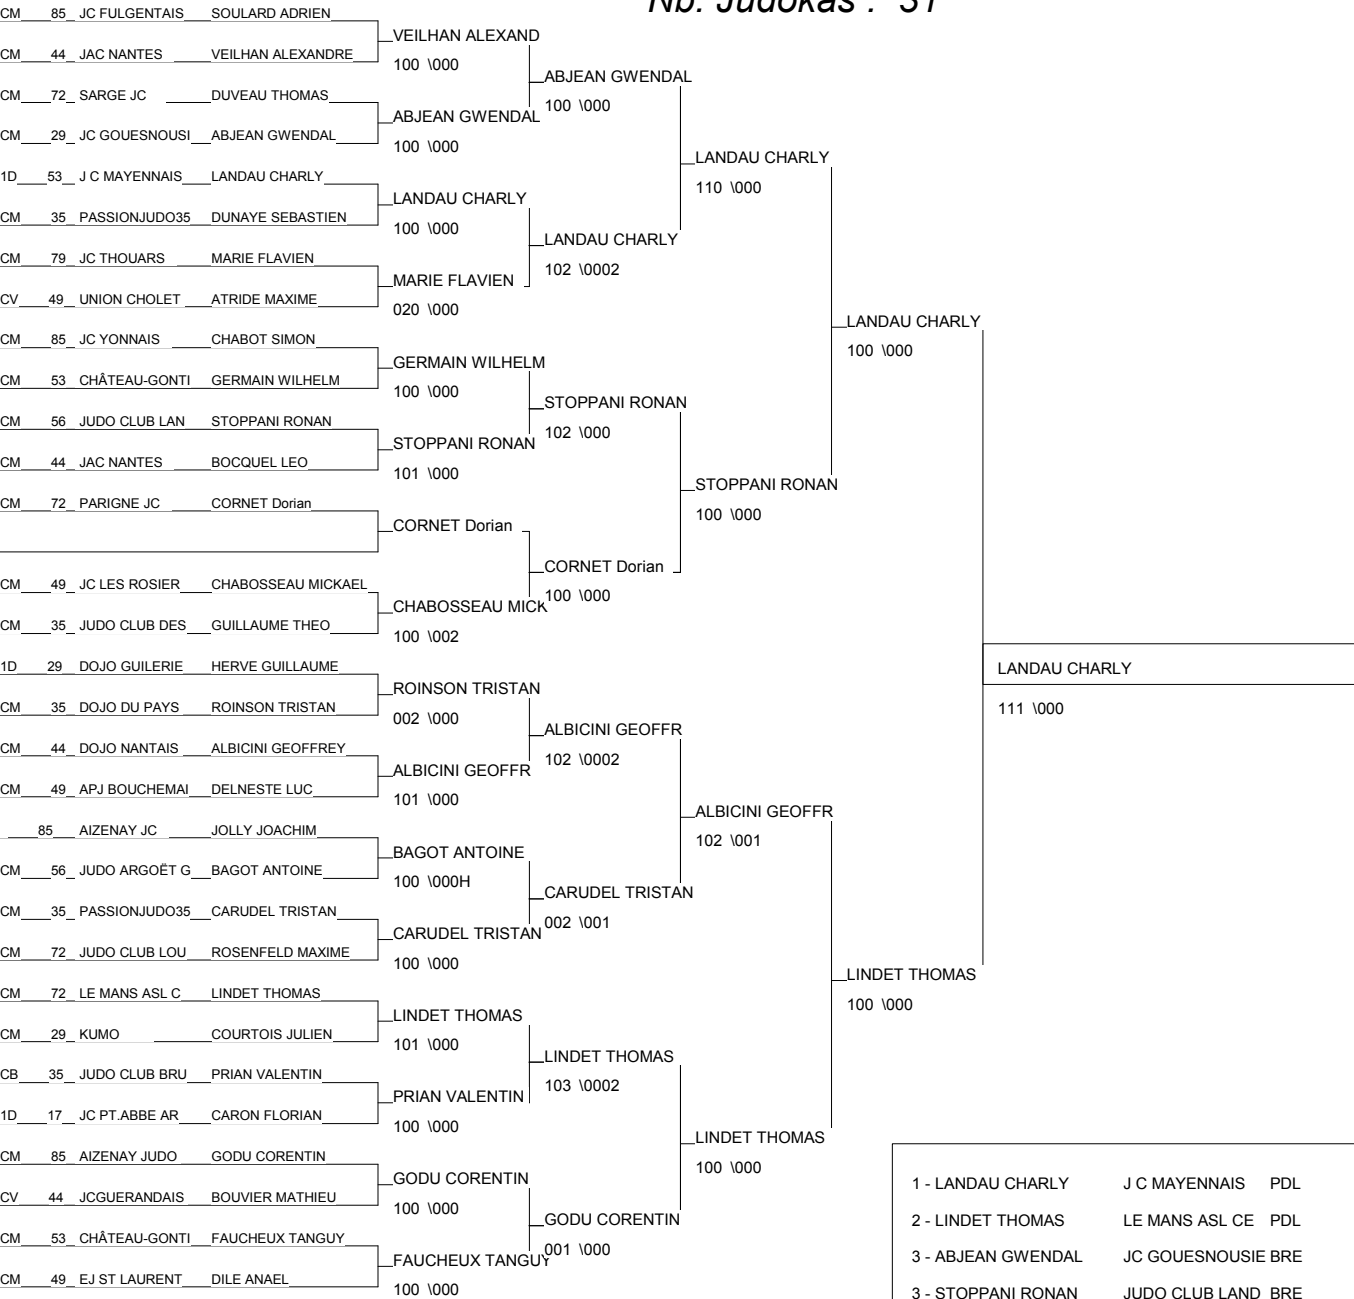 Nb. Judokas : 31
CM 85 JC FULGENTAIS SOULARD ADRIEN
VEILHAN ALEXAND
CM 44 JAC NANTES VEILHAN ALEXANDRE
100 \000
ABJEAN GWENDAL
CM 72 SARGE JC DUVEAU THOMAS
100 \000
ABJEAN GWENDAL
CM 29 JC GOUESNOUSI ABJEAN GWENDAL
100 \000
LANDAU CHARLY
1D 53 J C MAYENNAIS LANDAU CHARLY
110 \000
LANDAU CHARLY
CM 35 PASSIONJUDO35 DUNAYE SEBASTIEN
100 \000
LANDAU CHARLY
CM 79 JC THOUARS MARIE FLAVIEN
102 \0002
MARIE FLAVIEN
CV 49 UNION CHOLET ATRIDE MAXIME
020 \000
LANDAU CHARLY
CM 85 JC YONNAIS CHABOT SIMON
100 \000
GERMAIN WILHELM
CM 53 CHÂTEAU-GONTI GERMAIN WILHELM
100 \000
STOPPANI RONAN
CM 56 JUDO CLUB LAN STOPPANI RONAN
102 \000
STOPPANI RONAN
CM 44 JAC NANTES BOCQUEL LEO
101 \000
STOPPANI RONAN
CM 72 PARIGNE JC CORNET Dorian
100 \000
CORNET Dorian
CORNET Dorian
CM 49 JC LES ROSIER CHABOSSEAU MICKAEL
100 \000
CHABOSSEAU MICK
CM 35 JUDO CLUB DES GUILLAUME THEO
100 \002
1D 29 DOJO GUILERIE HERVE GUILLAUME
LANDAU CHARLY
ROINSON TRISTAN
CM 35 DOJO DU PAYS ROINSON TRISTAN
111 \000
002 \000
ALBICINI GEOFFR
CM 44 DOJO NANTAIS ALBICINI GEOFFREY
102 \0002
ALBICINI GEOFFR
CM 49 APJ BOUCHEMAI DELNESTE LUC
101 \000
ALBICINI GEOFFR
85 AIZENAY JC JOLLY JOACHIM
102 \001
BAGOT ANTOINE
CM 56 JUDO ARGOËT G BAGOT ANTOINE
100 \000H
CARUDEL TRISTAN
CM 35 PASSIONJUDO35 CARUDEL TRISTAN
002 \001
CARUDEL TRISTAN
CM 72 JUDO CLUB LOU ROSENFELD MAXIME
100 \000
LINDET THOMAS
CM 72 LE MANS ASL C LINDET THOMAS
100 \000
LINDET THOMAS
CM 29 KUMO COURTOIS JULIEN
101 \000
LINDET THOMAS
CB 35 JUDO CLUB BRU PRIAN VALENTIN
103 \0002
PRIAN VALENTIN
1D 17 JC PT.ABBE AR CARON FLORIAN
100 \000
LINDET THOMAS
CM 85 AIZENAY JUDO GODU CORENTIN
100 \000
GODU CORENTIN
1 - LANDAU CHARLY J C MAYENNAIS PDL
CV 44 JCGUERANDAIS BOUVIER MATHIEU
100 \000
GODU CORENTIN
2 - LINDET THOMAS LE MANS ASL CE PDL
CM 53 CHÂTEAU-GONTI FAUCHEUX TANGUY
001 \000
3 - ABJEAN GWENDAL JC GOUESNOUSIE BRE
FAUCHEUX TANGUY
CM 49 EJ ST LAURENT DILE ANAEL
100 \000
3 - STOPPANI RONAN JUDO CLUB LAND BRE